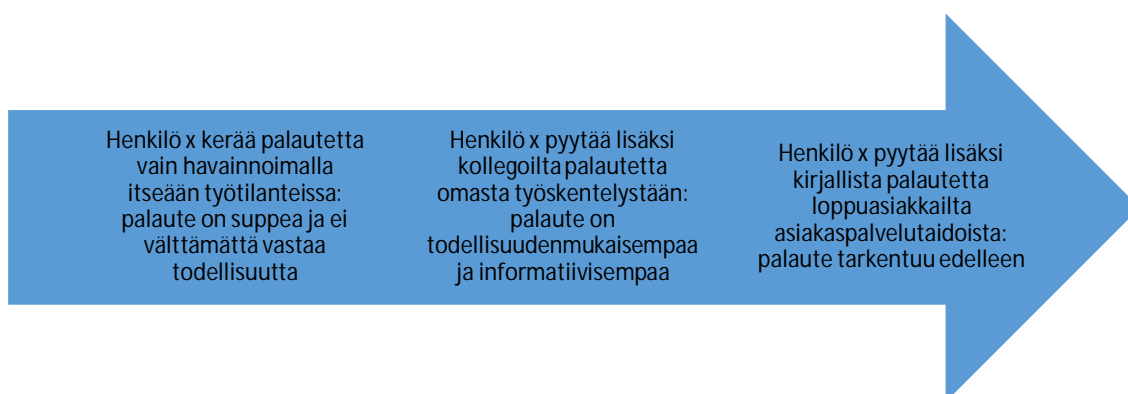 Henkilö x kerää palautetta
vain havainnoimalla
itseään työtilanteissa:
palaute on suppea ja ei
välttämättä vastaa
todellisuutta
Henkilö x pyytää lisäksi
kollegoilta palautetta
omasta työskentelystään:
palaute on
todellisuudenmukaisempaa
ja informatiivisempaa
Henkilö x pyytää lisäksi
kirjallista palautetta
loppuasiakkailta
asiakaspalvelutaidoista:
palaute tarkentuu edelleen